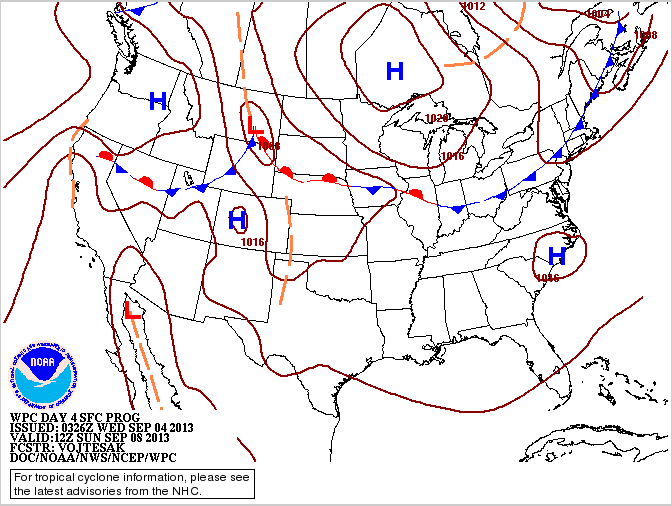 1012
1004
1008
H
H
1020
L
1008
1016
H
1016
H
1016
L
NOAA
WPC DAY 4 SFC PROG
ISSUED: 0326Z WED SEP 04 2013
VALID:12Z SUN SEP 08 2013
FCSTR: VOJTESAK
DOC/NOAA/NWS/NCEP/WPC
For tropical cyclone information, please see
the latest advisories from the NHC.